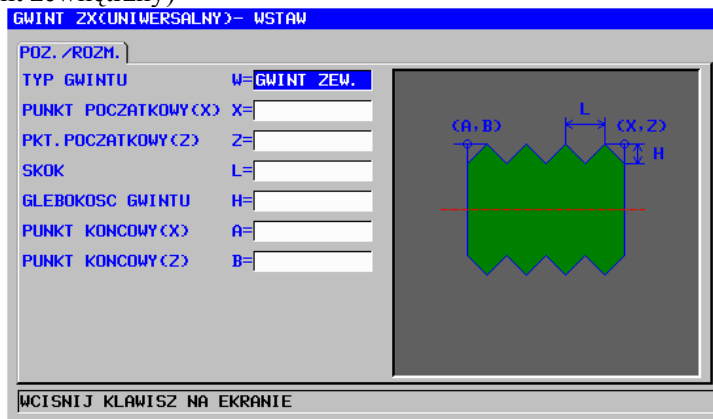 GWINT ZX(UNIWERSALNY)- WSTAW
POZ./ROZM.
TYP GWINTU W=GWINT ZEW.
PUNKT POCZATKOWY(X) X=
PKT.POCZATKOWY(Z) Z=
SKOK L=
GLEBOKOSC GWINTU H=
PUNKT KONCOWY(X) A=
PUNKT KONCOWY(Z) B=
L
(A,B) (X,Z)
H
WCISNIJ KLAWISZ NA EKRANIE